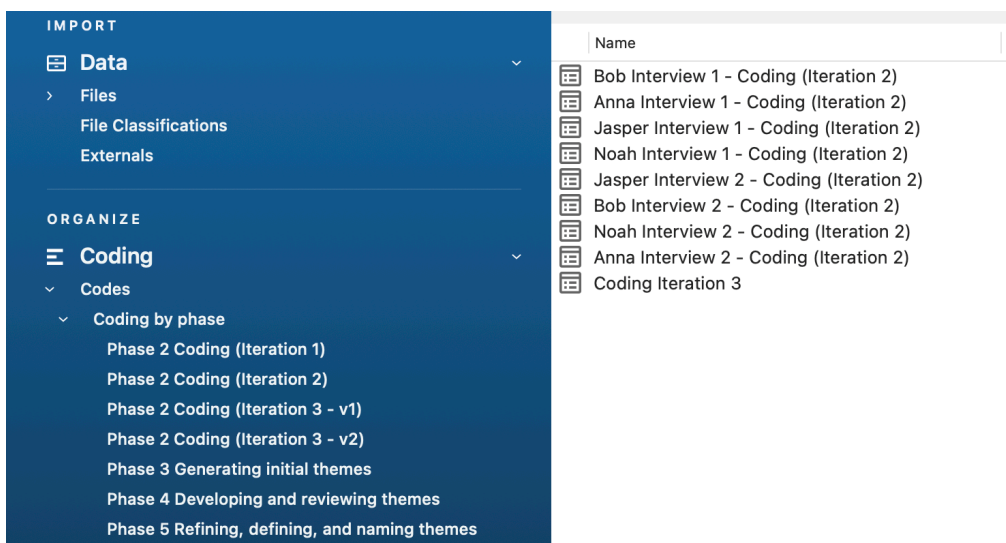 IMPORT
Data
Files
File Classifications
Externals
ORGANIZE
Coding
Codes
Coding by phase
Phase 2 Coding (Iteration 1)
Phase 2 Coding (Iteration 2)
Phase 2 Coding (Iteration 3 - v1)
Phase 2 Coding (Iteration 3 - v2)
Phase 3 Generating initial themes
Phase 4 Developing and reviewing themes
Phase 5 Refining, defining, and naming themes
Name
Bob Interview 1 - Coding (Iteration 2)
Anna Interview 1 - Coding (Iteration 2)
Jasper Interview 1 - Coding (Iteration 2)
Noah Interview 1 - Coding (Iteration 2)
Jasper Interview 2 - Coding (Iteration 2)
Bob Interview 2 - Coding (Iteration 2)
Noah Interview 2 - Coding (Iteration 2)
Anna Interview 2 - Coding (Iteration 2)
Coding Iteration 3